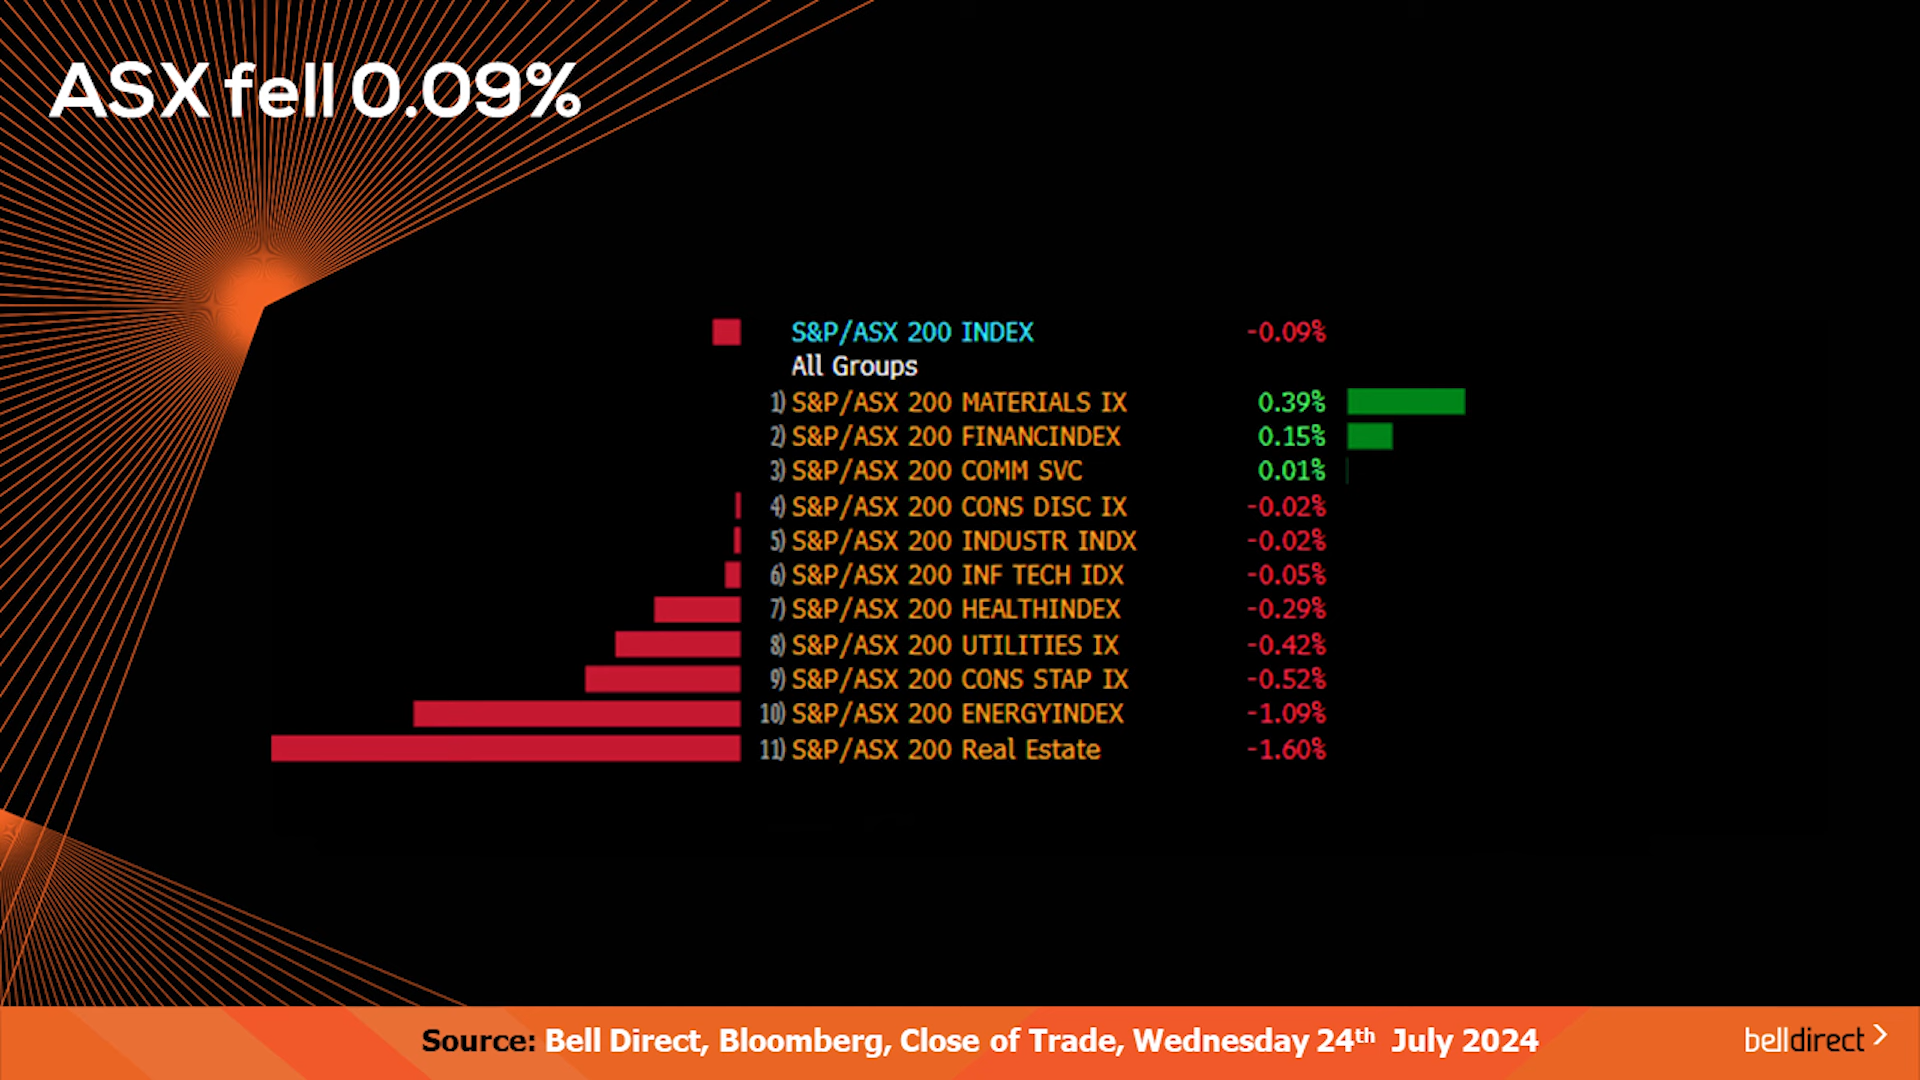 ASX fell 0.09%
S&P/ASX 200 INDEX -0.09%
All Groups
1) S&P/ASX 200 MATERIALS IX 0.39%
2) S&P/ASX 200 FINANCINDEX 0.15%
3) S&P/ASX 200 COMM SVC 0.01%
4) S&P/ASX 200 CONS DISC IX -0.02%
5) S&P/ASX 200 INDUSTR INDX -0.02%
6) S&P/ASX 200 INF TECH IDX -0.05%
7) S&P/ASX 200 HEALTHINDEX -0.29%
8) S&P/ASX 200 UTILITIES IX -0.42%
9) S&P/ASX 200 CONS STAP IX -0.52%
10) S&P/ASX 200 ENERGYINDEX -1.09%
11) S&P/ASX 200 Real Estate -1.60%
Source: Bell Direct, Bloomberg, Close of Trade, Wednesday 24th July 2024
belldirect